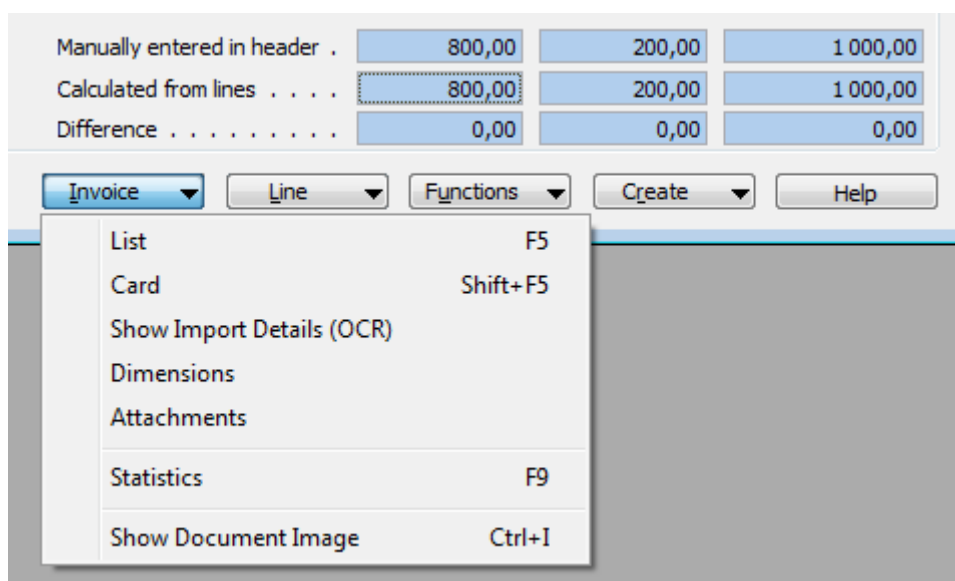 Manually entered in header . 800,00 200,00 1 000,00
Calculated from lines . . . . 800,00 200,00 1 000,00
Difference . . . . . . . . . 0,00 0,00 0,00
Invoice Line Functions Create Help
List F5
Card Shift+F5
Show Import Details (OCR)
Dimensions
Attachments
Statistics F9
Show Document Image Ctrl+I